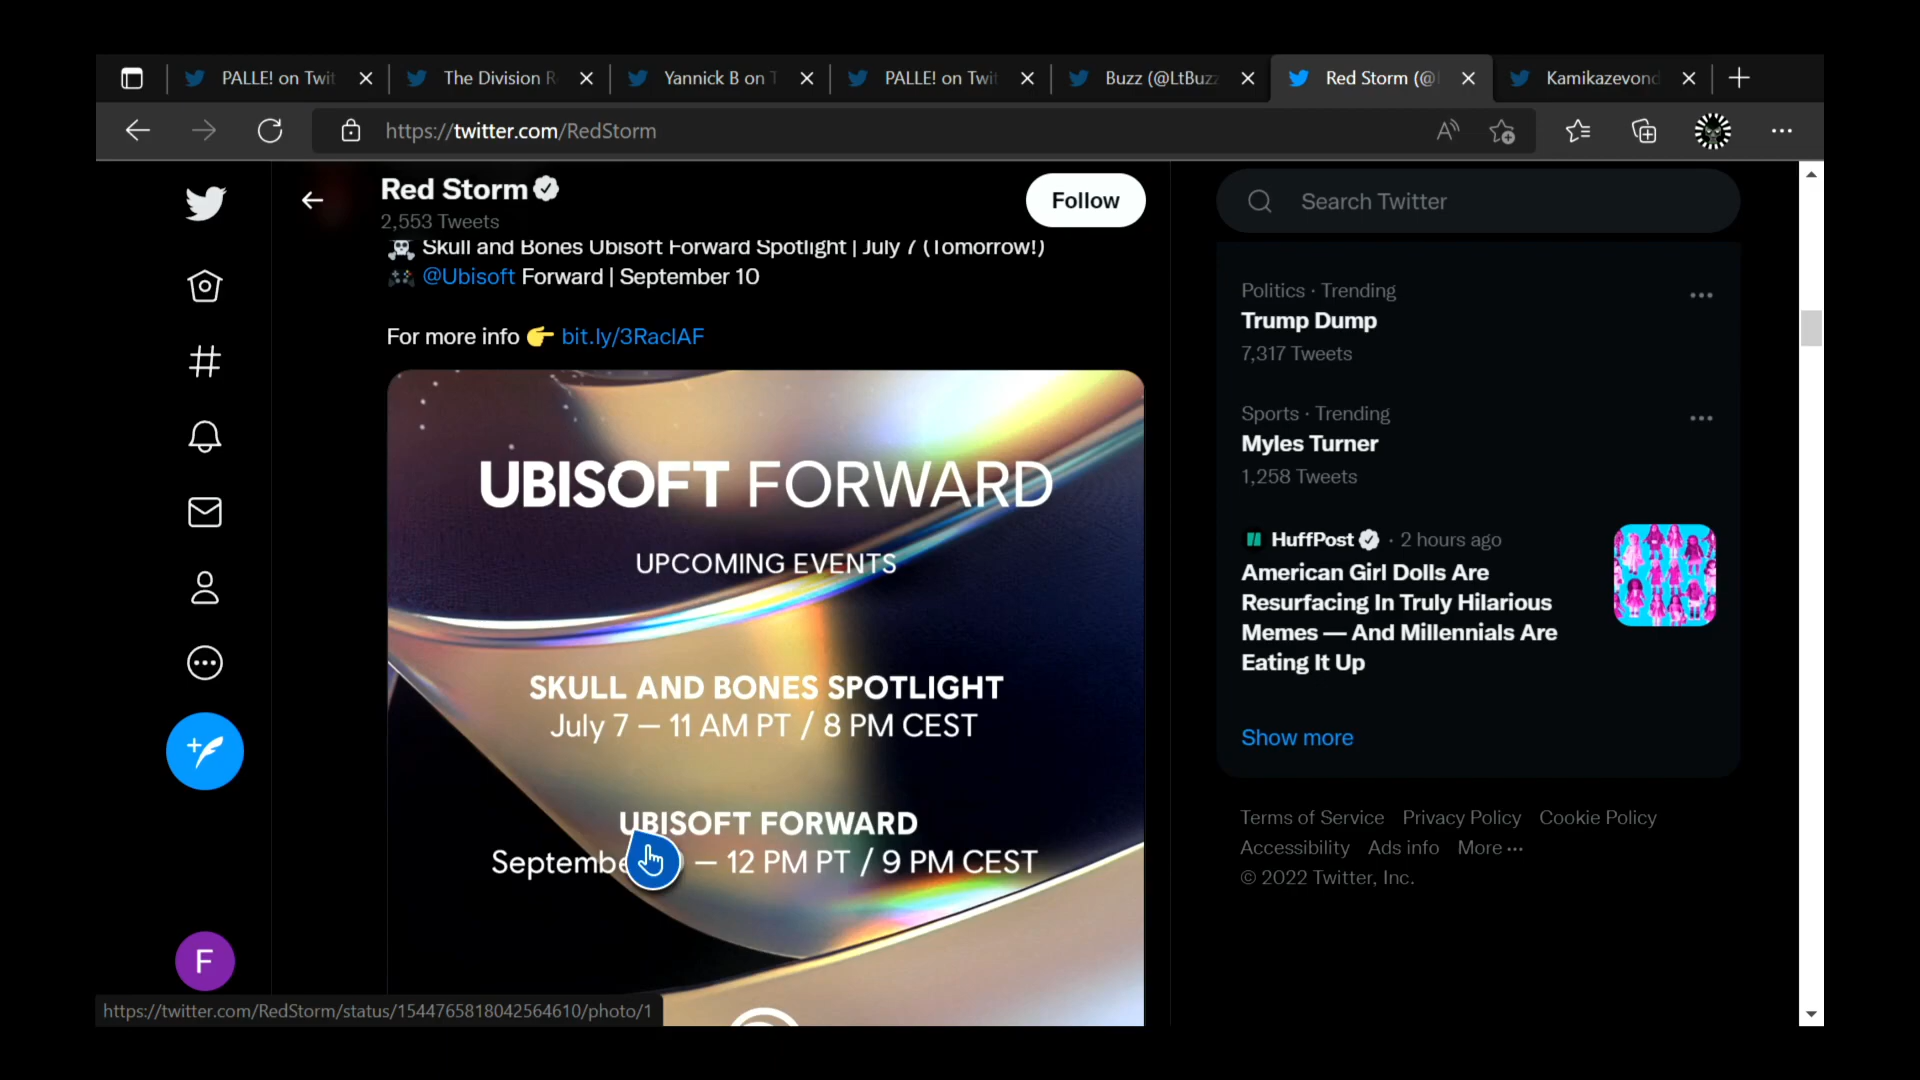 PALLE! on Twit
The Division R
Yannick B on T
PALLE! on Twit
Buzz (@LtBuzz
Red Storm (@
Kamikazevond
https://twitter.com/RedStorm
Red Storm
2,553 Tweets
Follow
Search Twitter
Skull and Bones Ubisoft Forward Spotlight | July 7 (Tomorrow!)
@Ubisoft Forward | September 10
For more info 👉 bit.ly/3RacIAF
UBISOFT FORWARD
UPCOMING EVENTS
SKULL AND BONES SPOTLIGHT
July 7 — 11 AM PT / 8 PM CEST
UBISOFT FORWARD
Septembe — 12 PM PT / 9 PM CEST
Politics · Trending
Trump Dump
7,317 Tweets
Sports · Trending
Myles Turner
1,258 Tweets
HuffPost · 2 hours ago
American Girl Dolls Are
Resurfacing In Truly Hilarious
Memes — And Millennials Are
Eating It Up
Show more
Terms of Service Privacy Policy Cookie Policy
Accessibility Ads info More ···
© 2022 Twitter, Inc.
F
https://twitter.com/RedStorm/status/1544765818042564610/photo/1